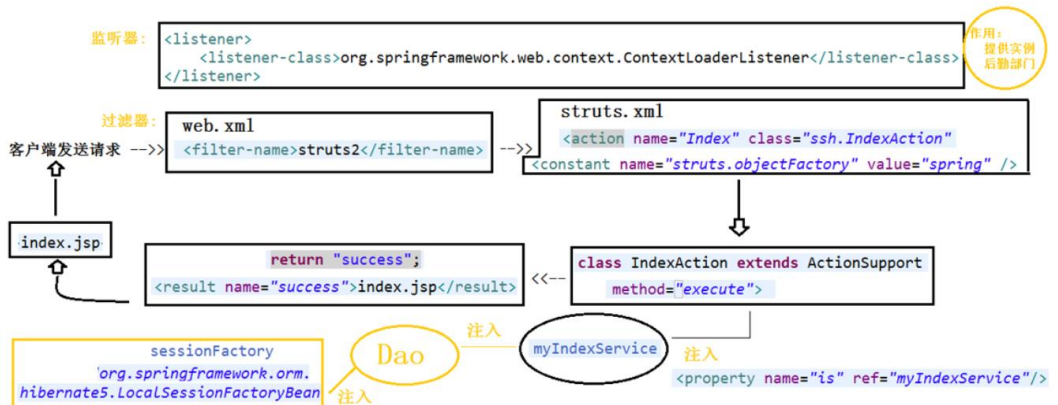 监听器:
<listener>
<listener-class>org.springframework.web.context.ContextLoaderListener</listener-class>
</listener>
作用:
提供实例
后勤部门
过滤器:
web.xml
<filter-name>struts2</filter-name>
struts.xml
<action name="Index" class="ssh.IndexAction"
<constant name="struts.objectFactory" value="spring" />
客户端发送请求 -->>
-->>
index.jsp
return "success";
<result name="success">index.jsp</result>
<<--
class IndexAction extends ActionSupport
method="execute">
sessionFactory
'org.springframework.orm.
hibernate5.LocalSessionFactoryBean
注入
Dao
注入
myIndexService
注入
<property name="is" ref="myIndexService"/>